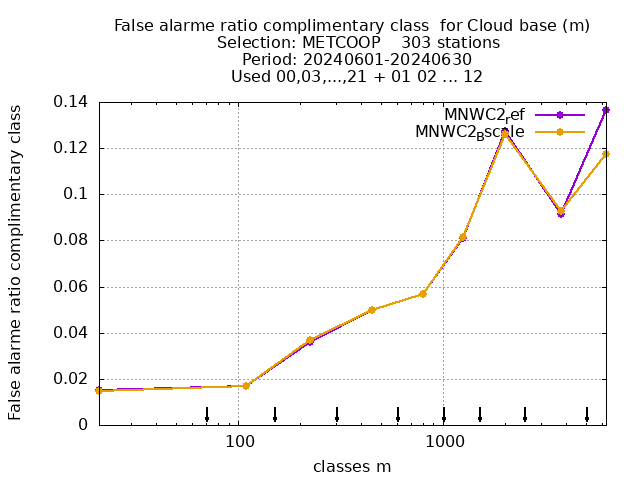 False alarme ratio complimentary class  for Cloud base (m)
Selection: METCOOP    303 stations
Period: 20240601-20240630
Used 00,03,...,21 + 01 02 ... 12
False alarme ratio complimentary class
0.14
0.12
0.1
0.08
0.06
0.04
0.02
0
MNWC2ref
MNWC2Bscale
100
1000
classes m